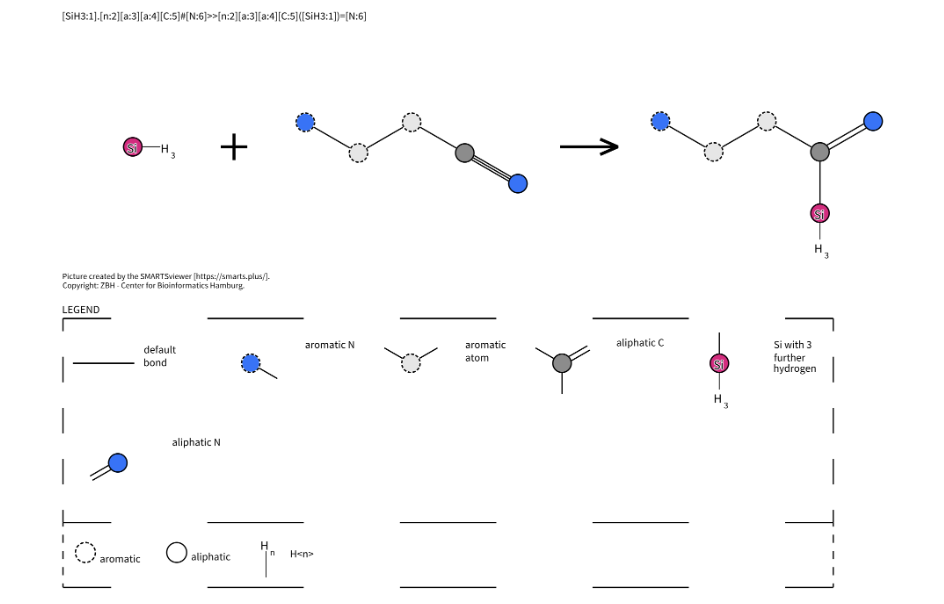 [SiH3:1].[n:2][a:3][a:4][C:5]#[N:6]>>[n:2][a:3][a:4][C:5]([SiH3:1])=[N:6]
Si H 3
Si
H 3
Picture created by the SMARTSviewer [https://smarts.plus/].
Copyright: ZBH - Center for Bioinformatics Hamburg.
LEGEND
default
bond
aromatic N
aromatic
atom
aliphatic C
Si
H 3
Si with 3
further
hydrogen
aliphatic N
aromatic
aliphatic
H n
H<n>